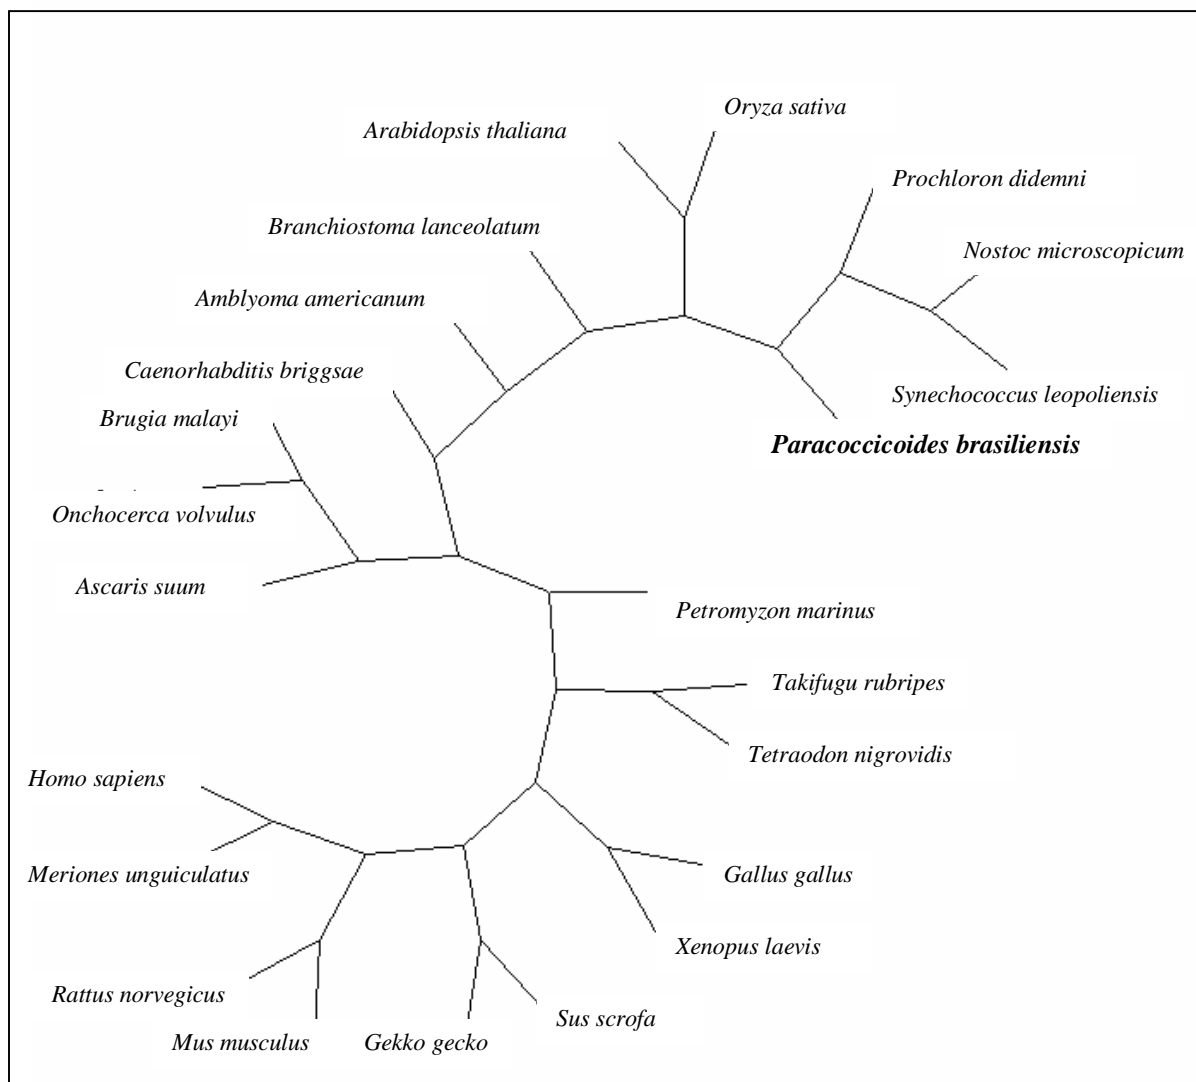 Oryza sativa
Arabidopsis thaliana
Prochloron didemni
Branchiostoma lanceolatum
Nostoc microscopicum
Amblyoma americanum
Caenorhabditis briggsae
Synechococcus leopoliensis
Brugia malayi
Paracoccicoides brasiliensis
Onchocerca volvulus
Ascaris suum
Petromyzon marinus
Takifugu rubripes
Tetraodon nigrovidis
Homo sapiens
Meriones unguiculatus
Gallus gallus
Xenopus laevis
Rattus norvegicus
Sus scrofa
Mus musculus
Gekko gecko